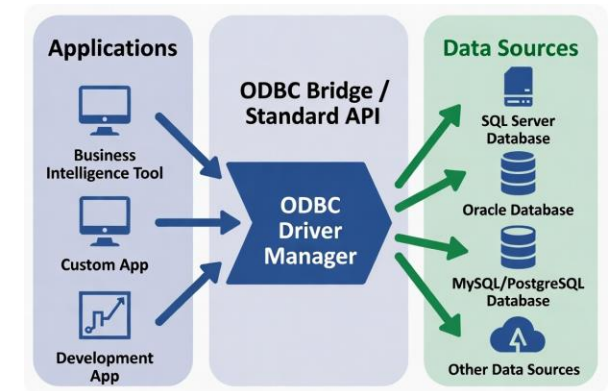 Applications
Business
Intelligence Tool
Custom App
Development
App
ODBC Bridge /
Standard API
ODBC
Driver
Manager
Data Sources
SQL Server
Database
Oracle Database
MySQL/PostgreSQL
Database
Other Data Sources